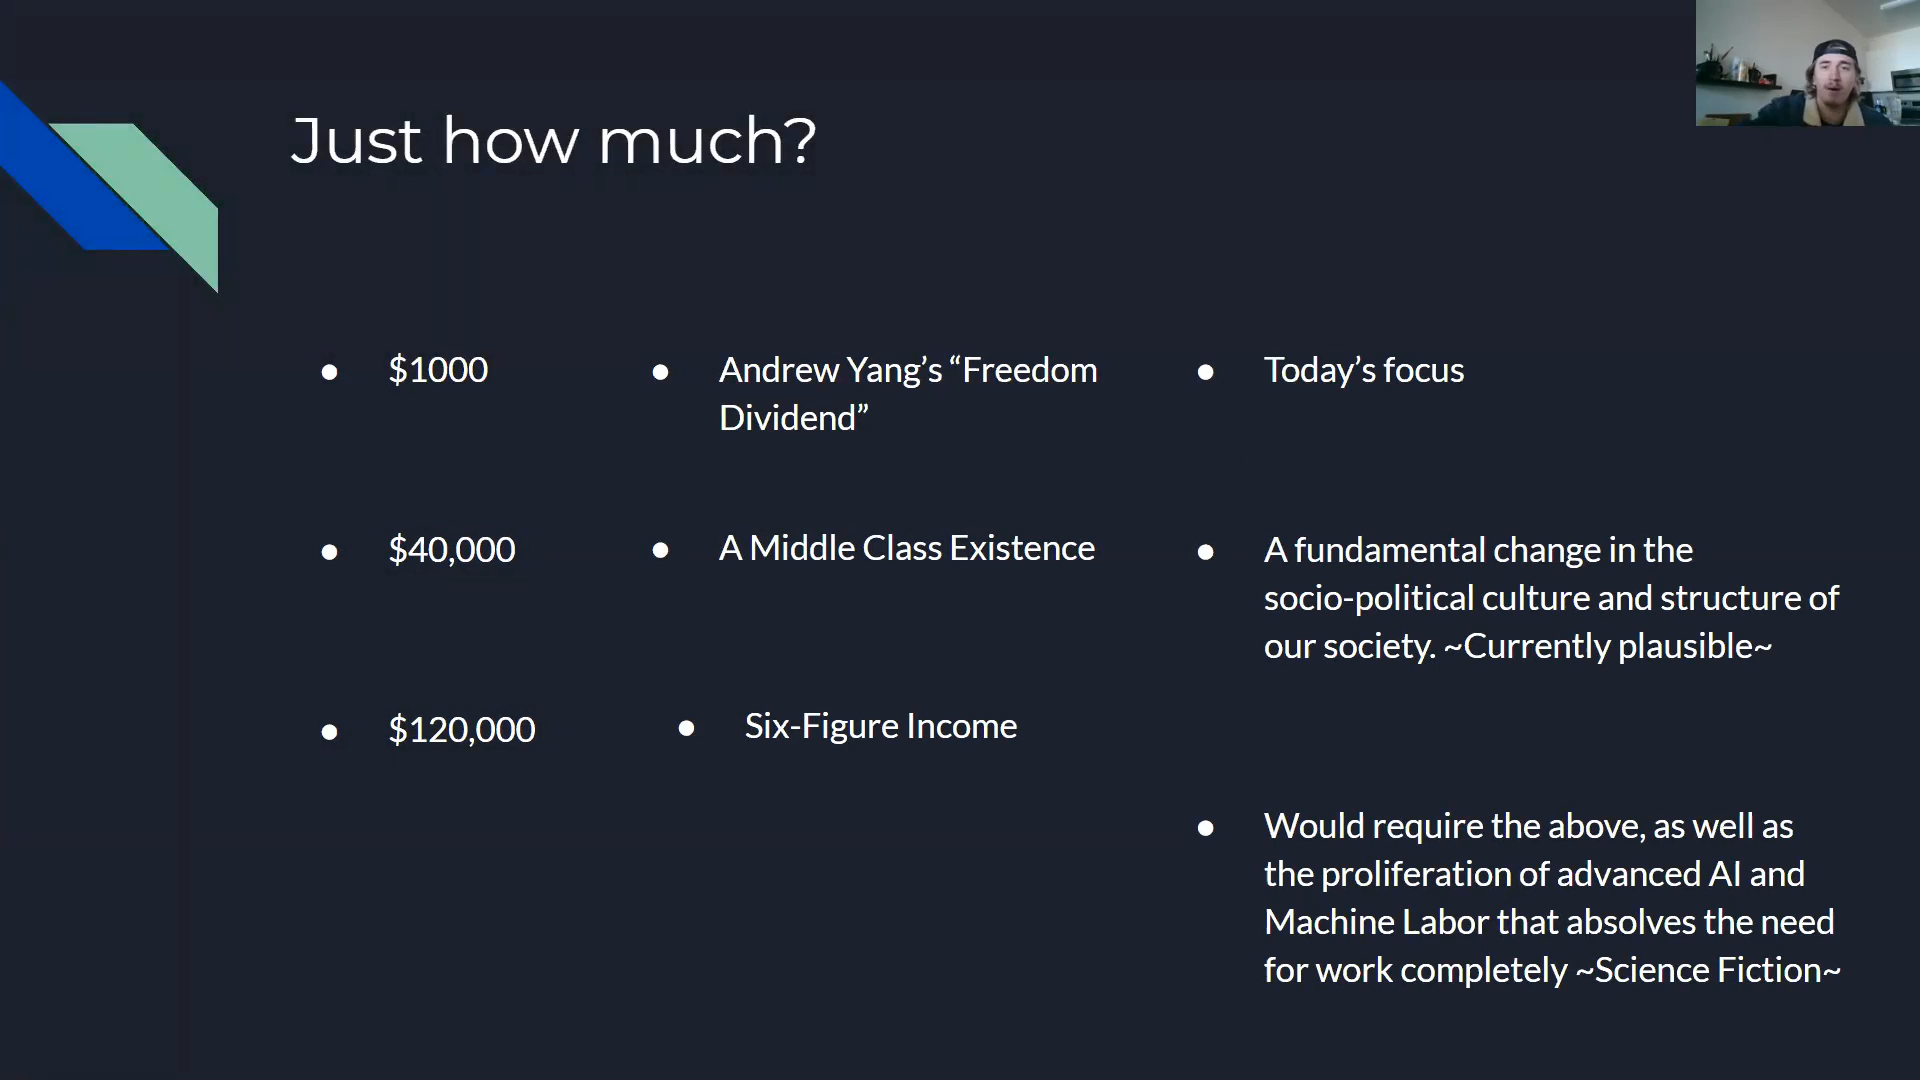 Just how much?
● $1000
● Andrew Yang’s “Freedom
Dividend”
● Today’s focus
● $40,000
● A Middle Class Existence
● A fundamental change in the
socio-political culture and structure of
our society. ~Currently plausible~
● $120,000
● Six-Figure Income
● Would require the above, as well as
the proliferation of advanced AI and
Machine Labor that absolves the need
for work completely ~Science Fiction~